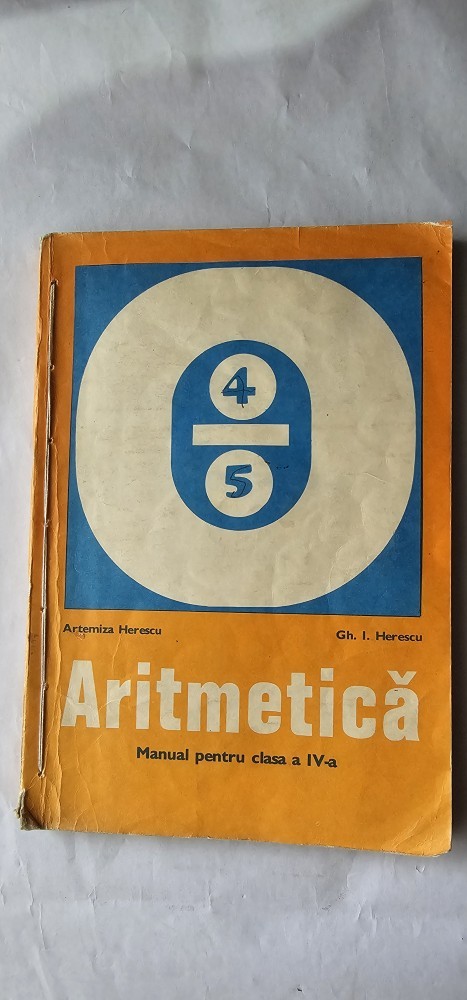 4
5
Artemiza Herescu
Gh. I. Herescu
Aritmetică
Manual pentru clasa a IV-a